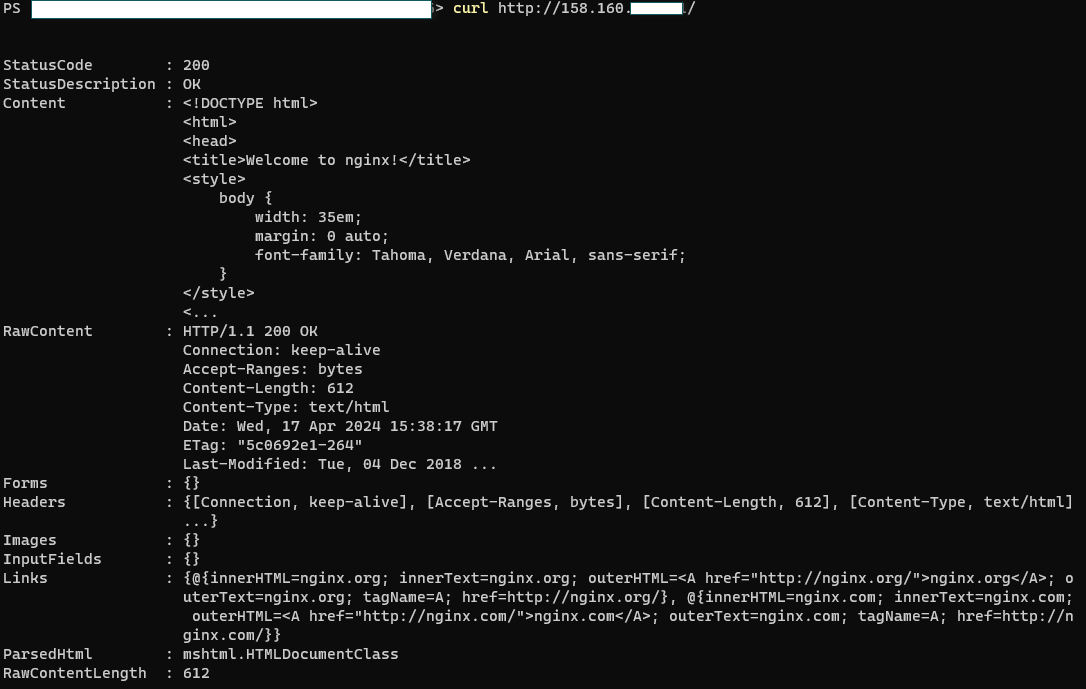 PS > curl http://158.160. /
StatusCode : 200
StatusDescription : OK
Content : <!DOCTYPE html>
<html>
<head>
<title>Welcome to nginx!</title>
<style>
body {
width: 35em;
margin: 0 auto;
font-family: Tahoma, Verdana, Arial, sans-serif;
}
</style>
<...
RawContent : HTTP/1.1 200 OK
Connection: keep-alive
Accept-Ranges: bytes
Content-Length: 612
Content-Type: text/html
Date: Wed, 17 Apr 2024 15:38:17 GMT
ETag: "5c0692e1-264"
Last-Modified: Tue, 04 Dec 2018 ...
Forms : {}
Headers : {[Connection, keep-alive], [Accept-Ranges, bytes], [Content-Length, 612], [Content-Type, text/html]
...}
Images : {}
InputFields : {}
Links : {@{innerHTML=nginx.org; innerText=nginx.org; outerHTML=<A href="http://nginx.org/">nginx.org</A>; o
uterText=nginx.org; tagName=A; href=http://nginx.org/}, @{innerHTML=nginx.com; innerText=nginx.com;
outerHTML=<A href="http://nginx.com/">nginx.com</A>; outerText=nginx.com; tagName=A; href=http://n
ginx.com/}}
ParsedHtml : mshtml.HTMLDocumentClass
RawContentLength : 612